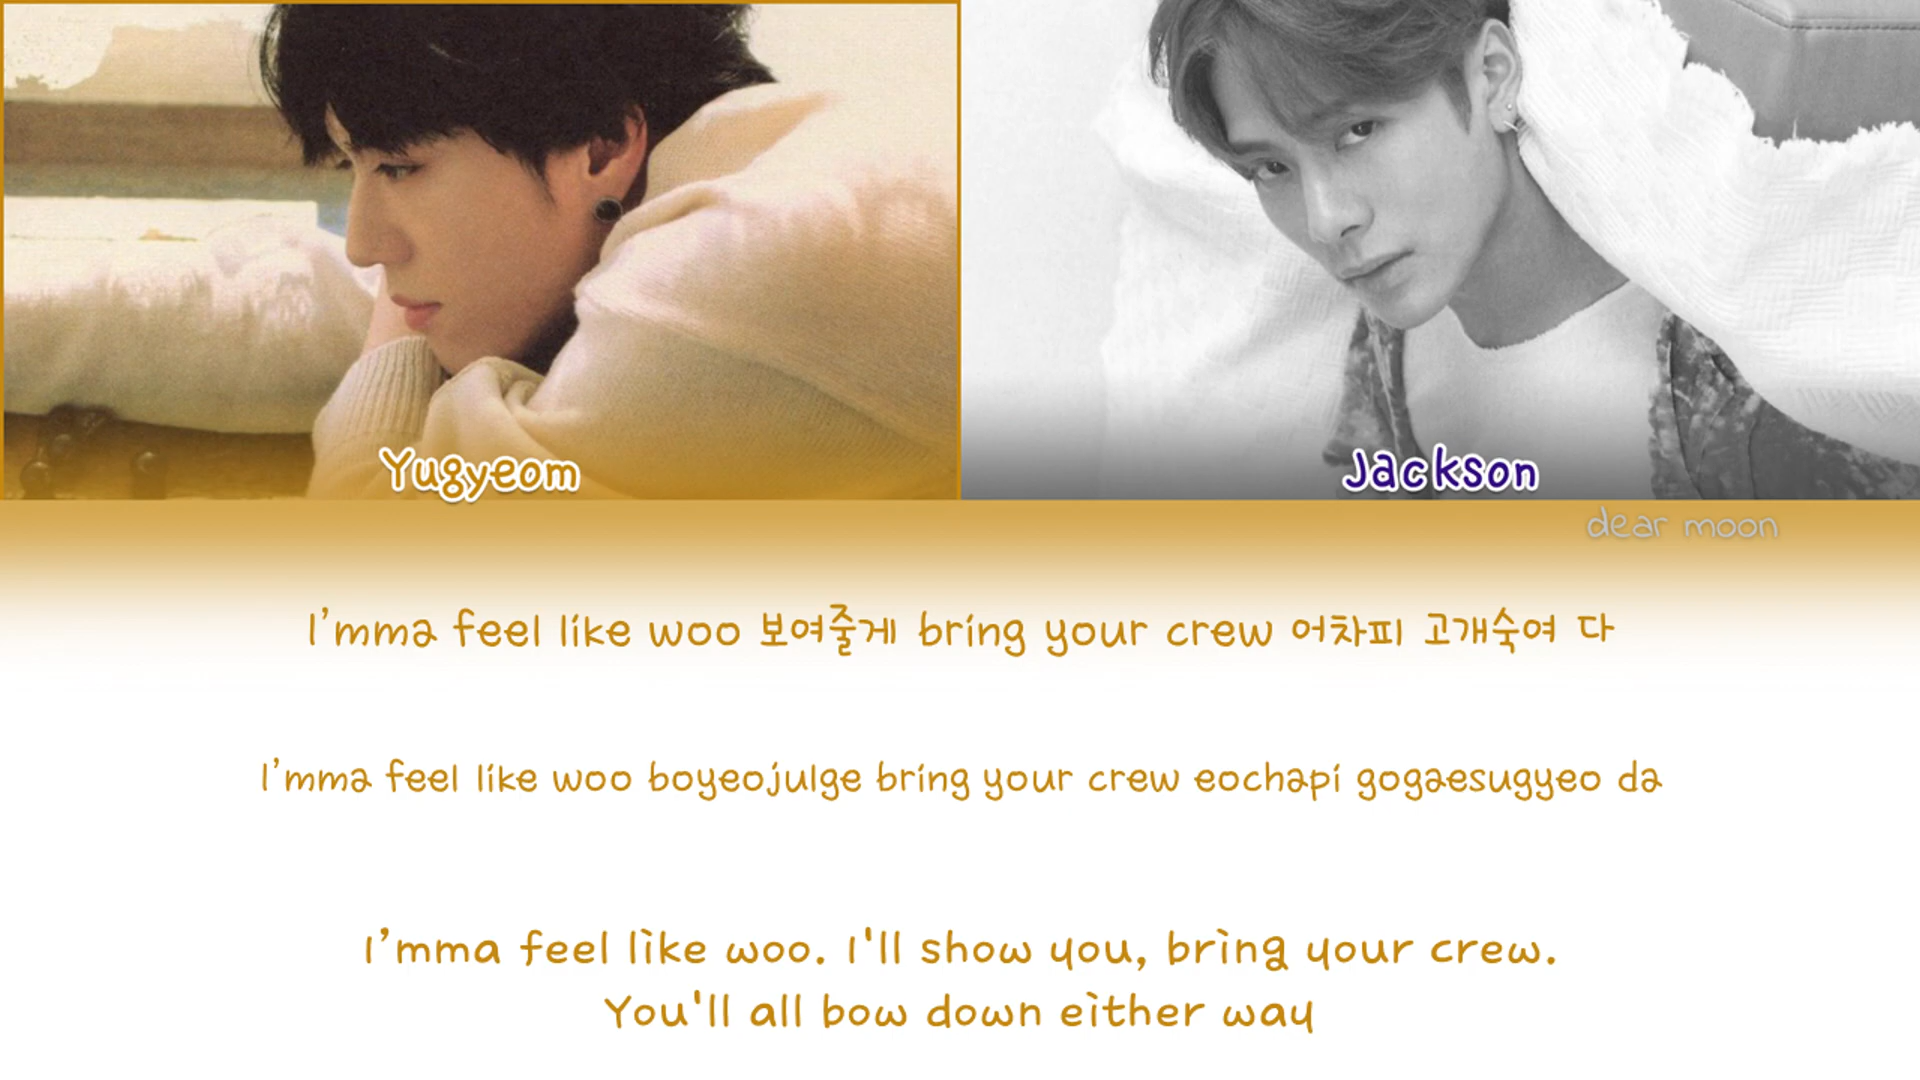 Yugyeom
Jackson
dear moon
I'mma feel like woo 보여줄게 bring your crew 어차피 고개숙여 다
I'mma feel like woo boyeojulge bring your crew eochapi gogaesugyeo da
I'mma feel like woo. I'll show you, bring your crew.
You'll all bow down either way